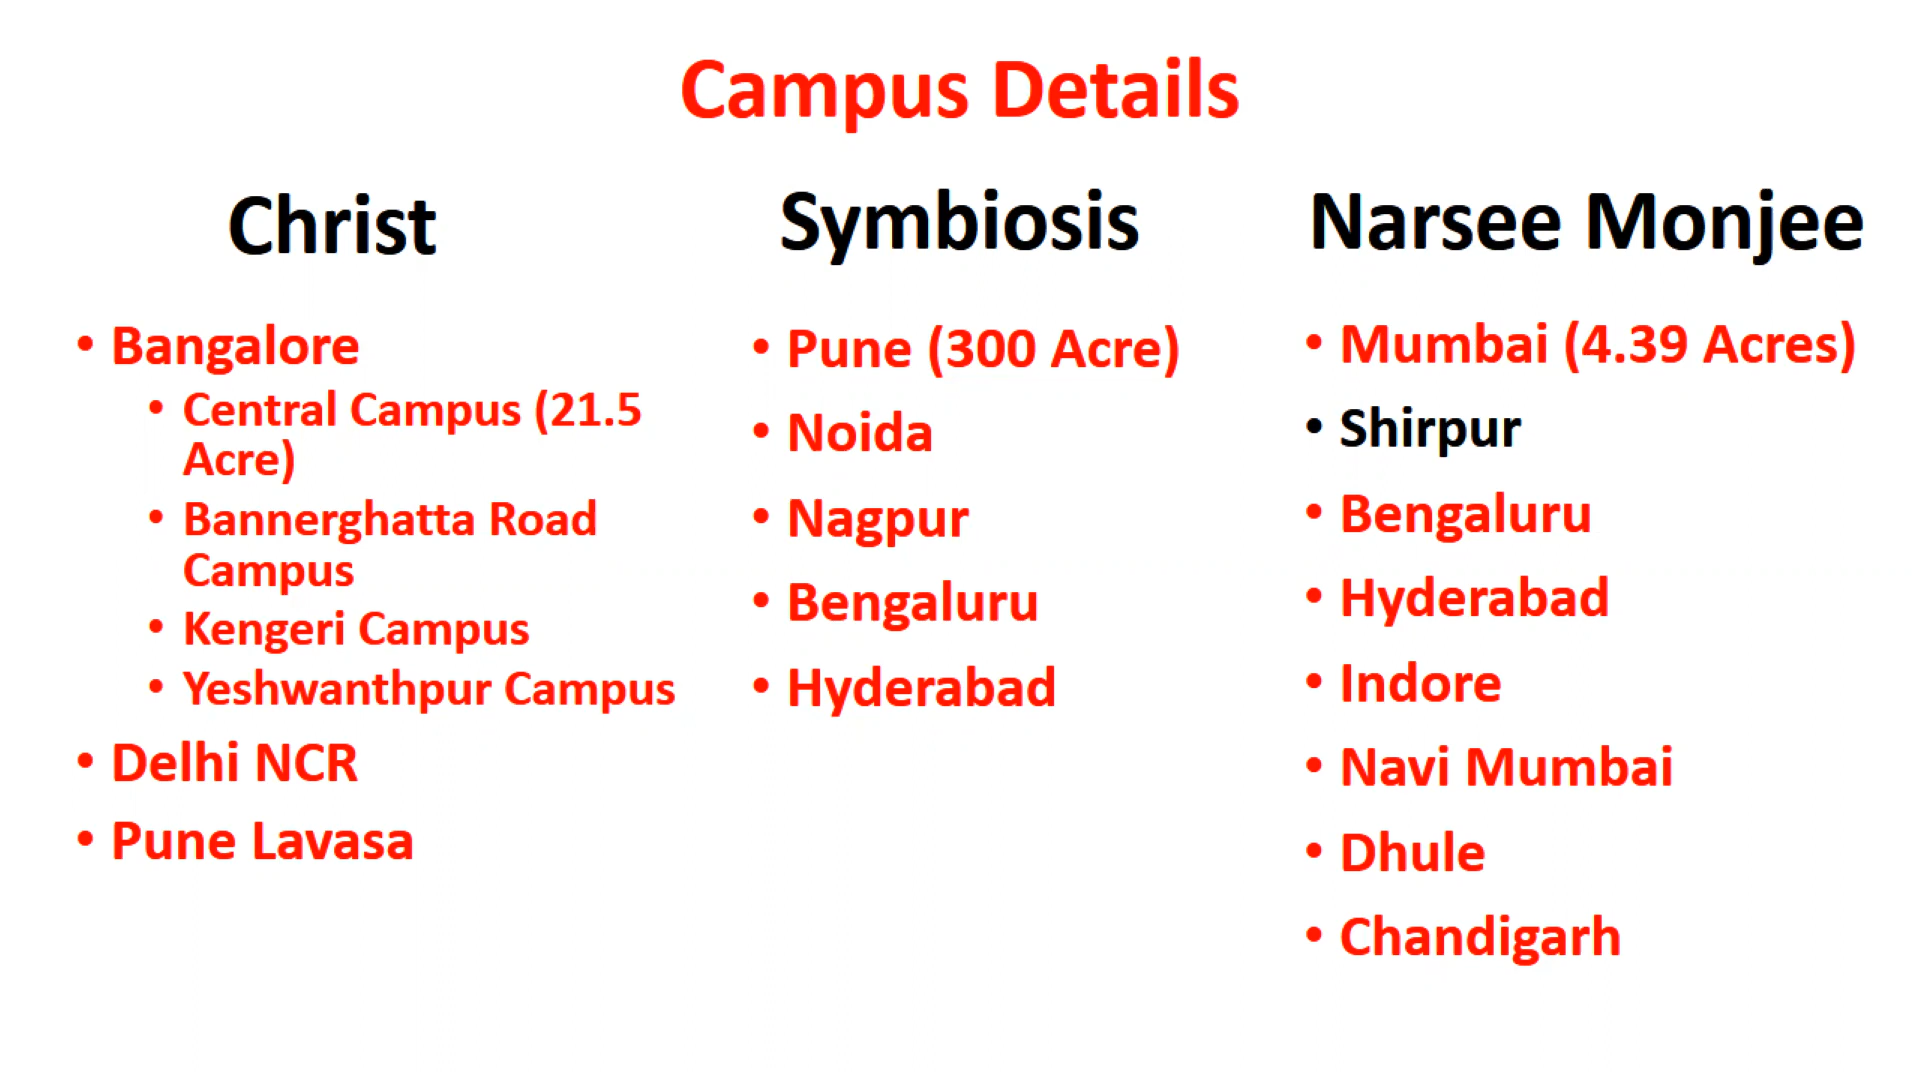 Campus Details
Christ
• Bangalore
• Central Campus (21.5
Acre)
• Bannerghatta Road
Campus
• Kengeri Campus
• Yeshwanthpur Campus
• Delhi NCR
• Pune Lavasa
Symbiosis
• Pune (300 Acre)
• Noida
• Nagpur
• Bengaluru
• Hyderabad
Narsee Monjee
• Mumbai (4.39 Acres)
• Shirpur
• Bengaluru
• Hyderabad
• Indore
• Navi Mumbai
• Dhule
• Chandigarh